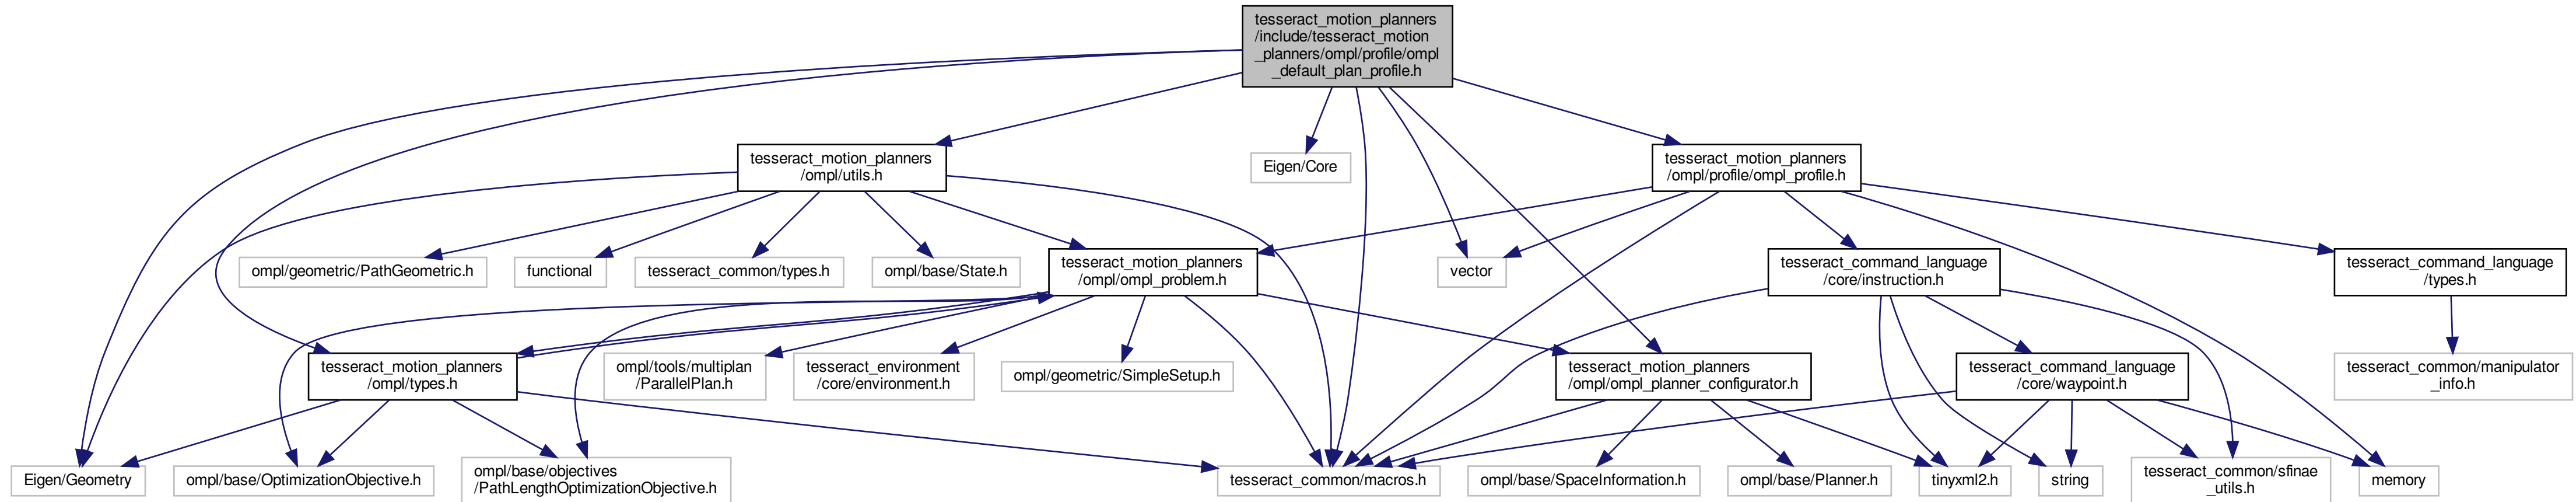 tesseract_motion_planners
/include/tesseract_motion
_planners/ompl/profile/ompl
_default_plan_profile.h
tesseract_motion_planners
/ompl/utils.h
Eigen/Core
tesseract_motion_planners
/ompl/profile/ompl_profile.h
ompl/geometric/PathGeometric.h
functional
tesseract_common/types.h
ompl/base/State.h
tesseract_motion_planners
/ompl/ompl_problem.h
vector
tesseract_command_language
/core/instruction.h
tesseract_command_language
/types.h
tesseract_motion_planners
/ompl/types.h
ompl/tools/multiplan
/ParallelPlan.h
tesseract_environment
/core/environment.h
ompl/geometric/SimpleSetup.h
tesseract_motion_planners
/ompl/ompl_planner_configurator.h
tesseract_command_language
/core/waypoint.h
tesseract_common/manipulator
_info.h
Eigen/Geometry
ompl/base/OptimizationObjective.h
ompl/base/objectives
/PathLengthOptimizationObjective.h
tesseract_common/macros.h
ompl/base/SpaceInformation.h
ompl/base/Planner.h
tinyxml2.h
string
tesseract_common/sfinae
_utils.h
memory